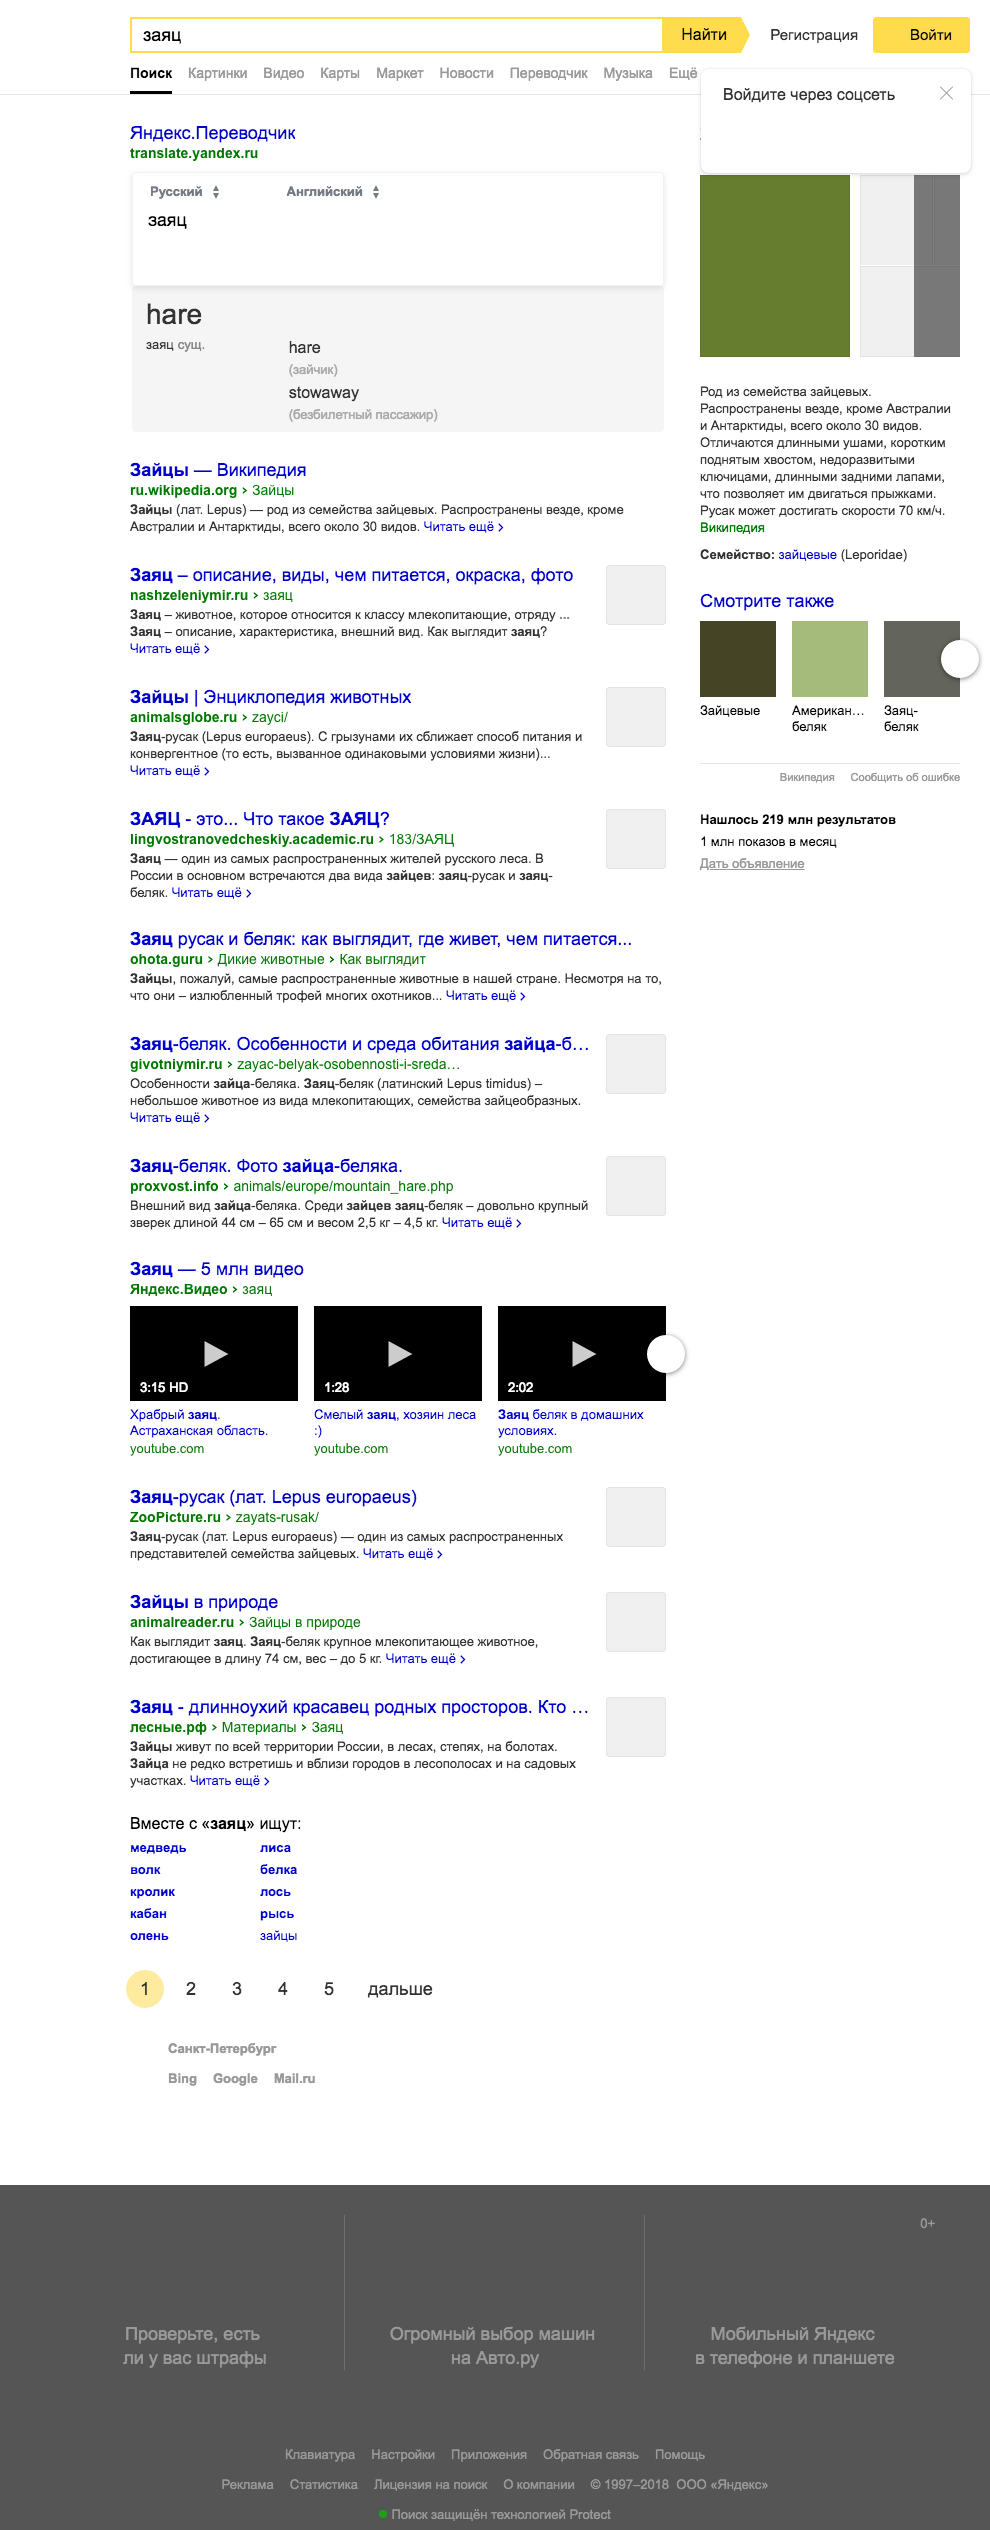 заяц
Найти
Регистрация
Войти
Поиск Картинки Видео Карты Маркет Новости Переводчик Музыка Ещё
Войдите через соцсеть
Яндекс.Переводчик
translate.yandex.ru
Русский Английский
заяц
hare
заяц сущ.
hare
(зайчик)
stowaway
(безбилетный пассажир)
Зайцы — Википедия
ru.wikipedia.org › Зайцы
Зайцы (лат. Lepus) — род из семейства зайцевых. Распространены везде, кроме
Австралии и Антарктиды, всего около 30 видов. Читать ещё ›
Заяц – описание, виды, чем питается, окраска, фото
nashzeleniymir.ru › заяц
Заяц – животное, которое относится к классу млекопитающие, отряду ...
Заяц – описание, характеристика, внешний вид. Как выглядит заяц?
Читать ещё ›
Зайцы | Энциклопедия животных
animalsglobe.ru › zayci/
Заяц-русак (Lepus europaeus). С грызунами их сближает способ питания и
конвергентное (то есть, вызванное одинаковыми условиями жизни)...
Читать ещё ›
ЗАЯЦ - это... Что такое ЗАЯЦ?
lingvostranovedcheskiy.academic.ru › 183/ЗАЯЦ
Заяц — один из самых распространенных жителей русского леса. В
России в основном встречаются два вида зайцев: заяц-русак и заяц-
беляк. Читать ещё ›
Заяц русак и беляк: как выглядит, где живет, чем питается...
ohota.guru › Дикие животные › Как выглядит
Зайцы, пожалуй, самые распространенные животные в нашей стране. Несмотря на то,
что они – излюбленный трофей многих охотников... Читать ещё ›
Заяц-беляк. Особенности и среда обитания зайца-б...
givotniymir.ru › zayac-belyak-osobennosti-i-sreda...
Особенности зайца-беляка. Заяц-беляк (латинский Lepus timidus) –
небольшое животное из вида млекопитающих, семейства зайцеобразных.
Читать ещё ›
Заяц-беляк. Фото зайца-беляка.
proxvost.info › animals/europe/mountain_hare.php
Внешний вид зайца-беляка. Среди зайцев заяц-беляк – довольно крупный
зверек длиной 44 см – 65 см и весом 2,5 кг – 4,5 кг. Читать ещё ›
Заяц — 5 млн видео
Яндекс.Видео › заяц
3:15 HD
1:28
2:02
Храбрый заяц.
Астраханская область.
youtube.com
Смелый заяц, хозяин леса
:)
youtube.com
Заяц беляк в домашних
условиях.
youtube.com
Заяц-русак (лат. Lepus europaeus)
ZooPicture.ru › zayats-rusak/
Заяц-русак (лат. Lepus europaeus) — один из самых распространенных
представителей семейства зайцевых. Читать ещё ›
Зайцы в природе
animalreader.ru › Зайцы в природе
Как выглядит заяц. Заяц-беляк крупное млекопитающее животное,
достигающее в длину 74 см, вес – до 5 кг. Читать ещё ›
Заяц - длинноухий красавец родных просторов. Кто ...
лесные.рф › Материалы › Заяц
Зайцы живут по всей территории России, в лесах, степях, на болотах.
Зайца не редко встретишь и вблизи городов в лесополосах и на садовых
участках. Читать ещё ›
Вместе с «заяц» ищут:
медведь лиса
волк белка
кролик лось
кабан рысь
олень зайцы
1 2 3 4 5 дальше
Санкт-Петербург
Bing Google Mail.ru
Род из семейства зайцевых.
Распространены везде, кроме Австралии
и Антарктиды, всего около 30 видов.
Отличаются длинными ушами, коротким
поднятым хвостом, недоразвитыми
ключицами, длинными задними лапами,
что позволяет им двигаться прыжками.
Русак может достигать скорости 70 км/ч.
Википедия
Семейство: зайцевые (Leporidae)
Смотрите также
Зайцевые
Американ...
беляк
Заяц-
беляк
Википедия Сообщить об ошибке
Нашлось 219 млн результатов
1 млн показов в месяц
Дать объявление
0+
Проверьте, есть
ли у вас штрафы
Огромный выбор машин
на Авто.ру
Мобильный Яндекс
в телефоне и планшете
Клавиатура Настройки Приложения Обратная связь Помощь
Реклама Статистика Лицензия на поиск О компании © 1997–2018 ООО «Яндекс»
Поиск защищён технологией Protect